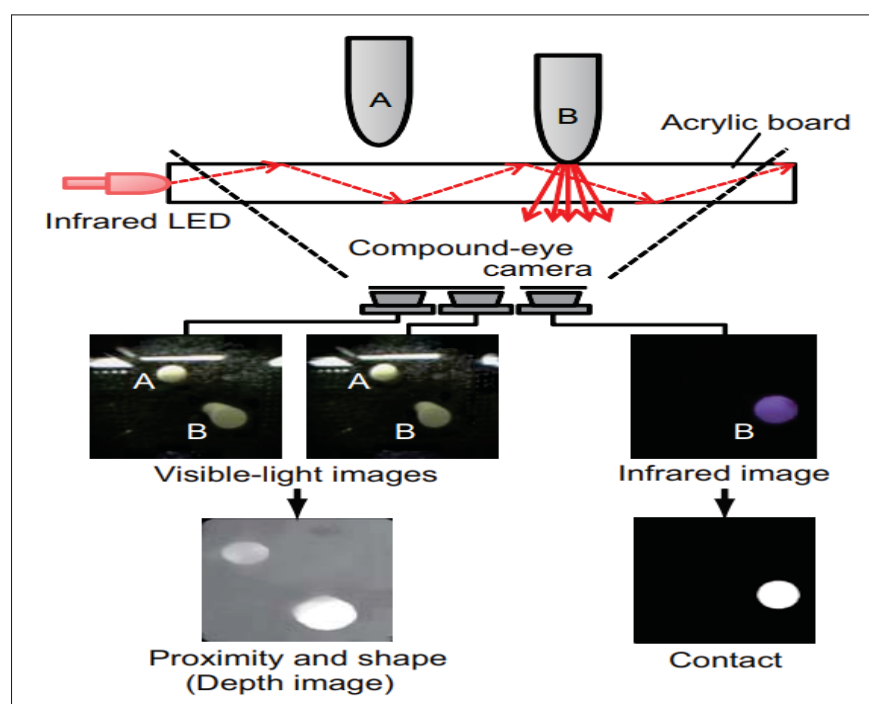 A
B
Acrylic board
Infrared LED
Compound-eye
camera
A
B
A
B
B
Visible-light images
Infrared image
Proximity and shape
(Depth image)
Contact